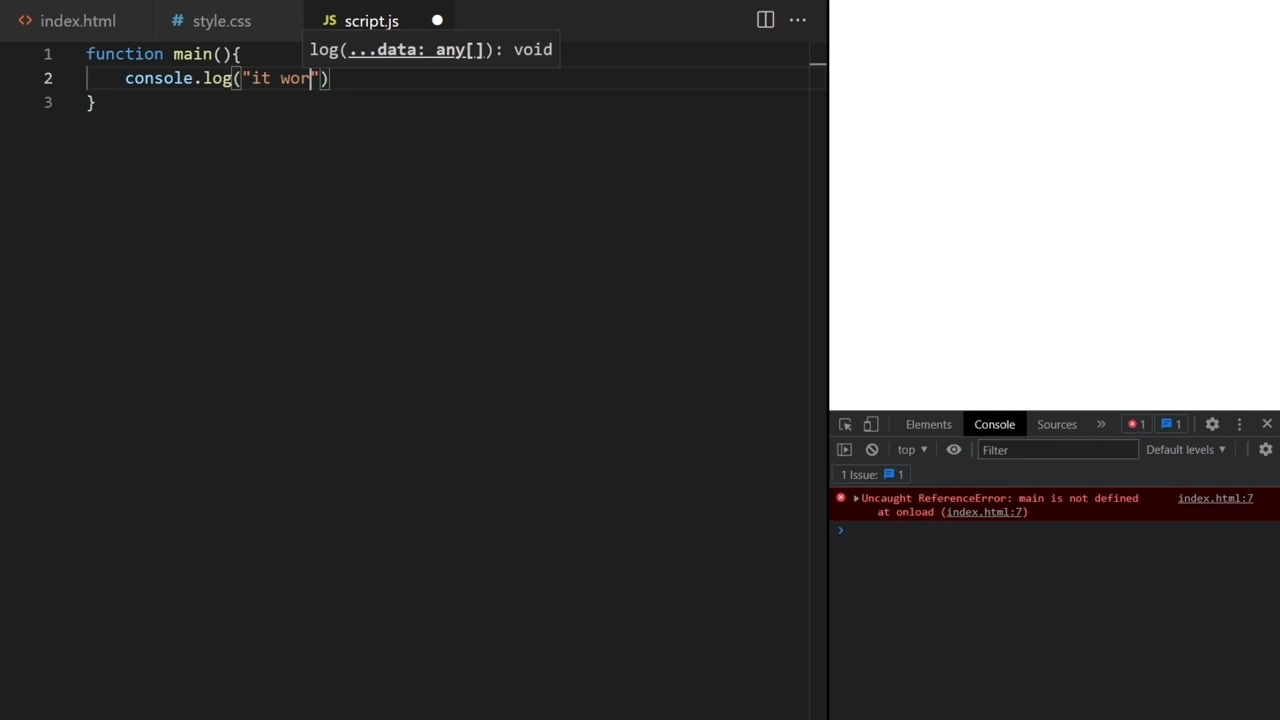 index.html # style.css JS script.js
log(...data: any[]): void
1 function main(){
2 console.log("it wor")
3 }
Elements Console Sources » 1 1
top Filter Default levels
1 Issue: 1
Uncaught ReferenceError: main is not defined index.html:7
at onload (index.html:7)